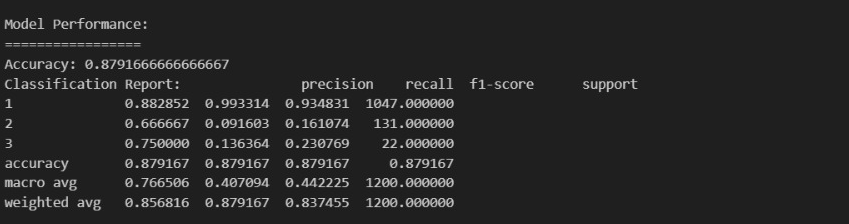 Model Performance:
=================
Accuracy: 0.8791666666666667
Classification Report:               precision    recall  f1-score      support
1              0.882852  0.993314  0.934831  1047.000000
2              0.666667  0.091603  0.161074   131.000000
3              0.750000  0.136364  0.230769    22.000000
accuracy       0.879167  0.879167  0.879167     0.879167
macro avg      0.766506  0.407094  0.442225  1200.000000
weighted avg   0.856816  0.879167  0.837455  1200.000000